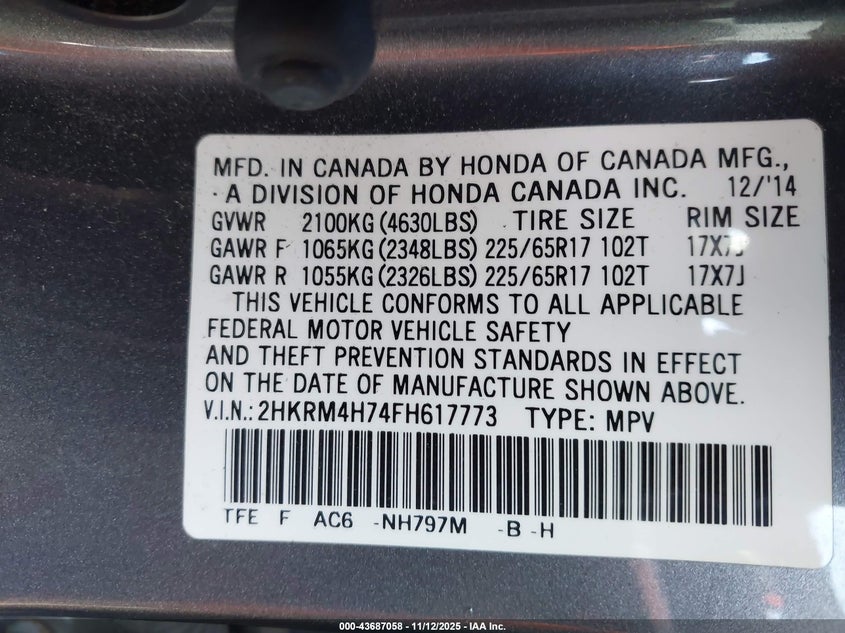 MFD. IN CANADA BY HONDA OF CANADA MFG.,
A DIVISION OF HONDA CANADA INC. 12/'14
GVWR 2100KG(4630LBS) TIRE SIZE RIM SIZE
GAWR F 1065KG(2348LBS) 225/65R17 102T 17X7J
GAWR R 1055KG(2326LBS) 225/65R17 102T 17X7J
THIS VEHICLE CONFORMS TO ALL APPLICABLE
FEDERAL MOTOR VEHICLE SAFETY
AND THEFT PREVENTION STANDARDS IN EFFECT
ON THE DATE OF MANUFACTURE SHOWN ABOVE.
V.I.N.: 2HKRM4H74FH617773 TYPE: MPV
TFE F AC6 -NH797M -B -H
000-43687058 - 11/12/2025 - IAA Inc.